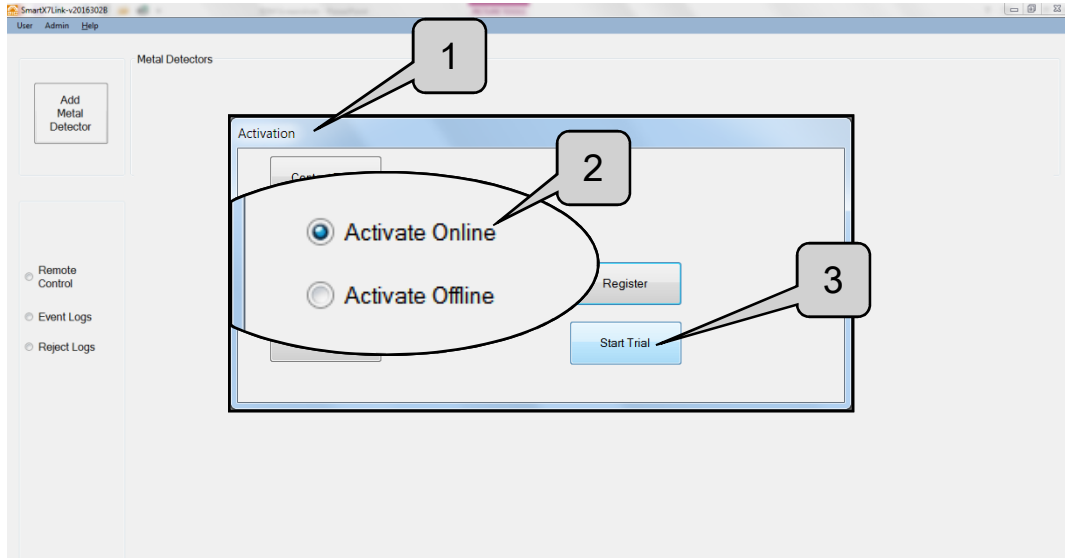 SmartX7Link-v2016302B
User Admin Help
Metal Detectors
Add
Metal
Detector
1
Activation
2
Activate Online
Activate Offline
Register
Start Trial
3
Remote
Control
Event Logs
Reject Logs